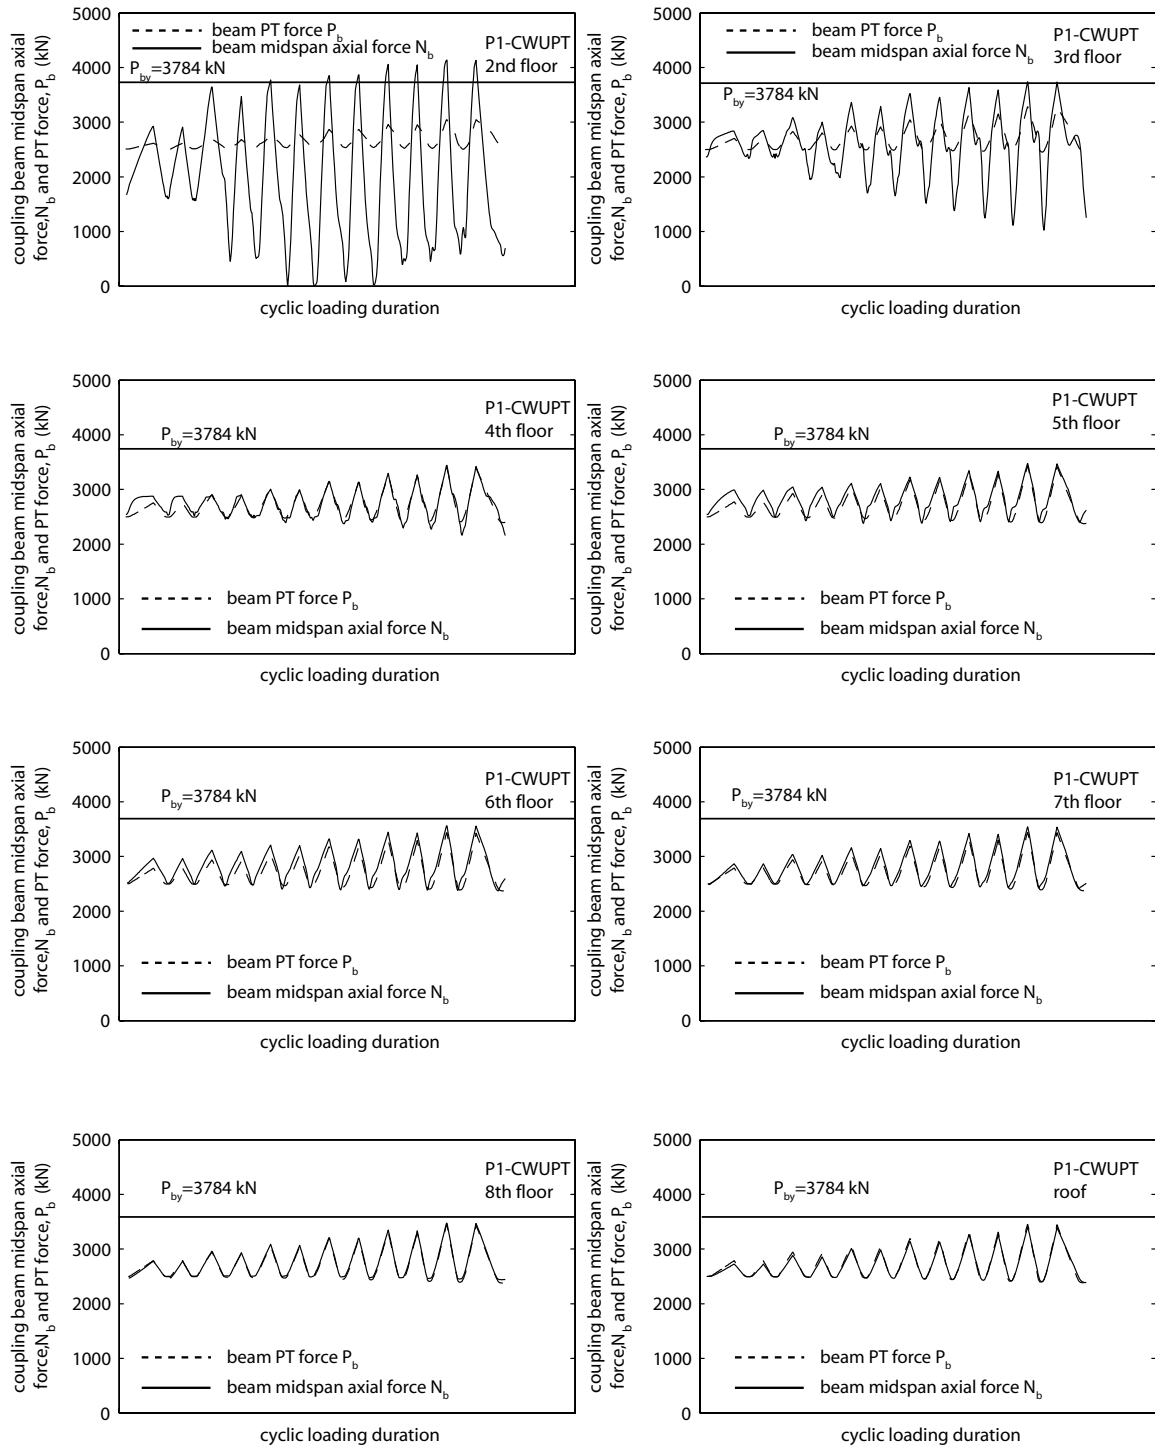 5000
4000
3000
2000
1000
0
coupling beam midspan axial
force,N_b and PT force, P_b (kN)
beam PT force P_b
beam midspan axial force N_b
P_by=3784 kN
P1-CWUPT
2nd floor
cyclic loading duration
5000
4000
3000
2000
1000
0
coupling beam midspan axial
force,N_b and PT force, P_b (kN)
beam PT force P_b
beam midspan axial force N_b
P_by=3784 kN
P1-CWUPT
3rd floor
cyclic loading duration
5000
4000
3000
2000
1000
0
coupling beam midspan axial
force,N_b and PT force, P_b (kN)
P1-CWUPT
4th floor
P_by=3784 kN
beam PT force P_b
beam midspan axial force N_b
cyclic loading duration
5000
4000
3000
2000
1000
0
coupling beam midspan axial
force,N_b and PT force, P_b (kN)
P1-CWUPT
5th floor
P_by=3784 kN
beam PT force P_b
beam midspan axial force N_b
cyclic loading duration
5000
4000
3000
2000
1000
0
coupling beam midspan axial
force,N_b and PT force, P_b (kN)
P1-CWUPT
6th floor
P_by=3784 kN
beam PT force P_b
beam midspan axial force N_b
cyclic loading duration
5000
4000
3000
2000
1000
0
coupling beam midspan axial
force,N_b and PT force, P_b (kN)
P1-CWUPT
7th floor
P_by=3784 kN
beam PT force P_b
beam midspan axial force N_b
cyclic loading duration
5000
4000
3000
2000
1000
0
coupling beam midspan axial
force,N_b and PT force, P_b (kN)
P1-CWUPT
8th floor
P_by=3784 kN
beam PT force P_b
beam midspan axial force N_b
cyclic loading duration
5000
4000
3000
2000
1000
0
coupling beam midspan axial
force,N_b and PT force, P_b (kN)
P1-CWUPT
roof
P_by=3784 kN
beam PT force P_b
beam midspan axial force N_b
cyclic loading duration